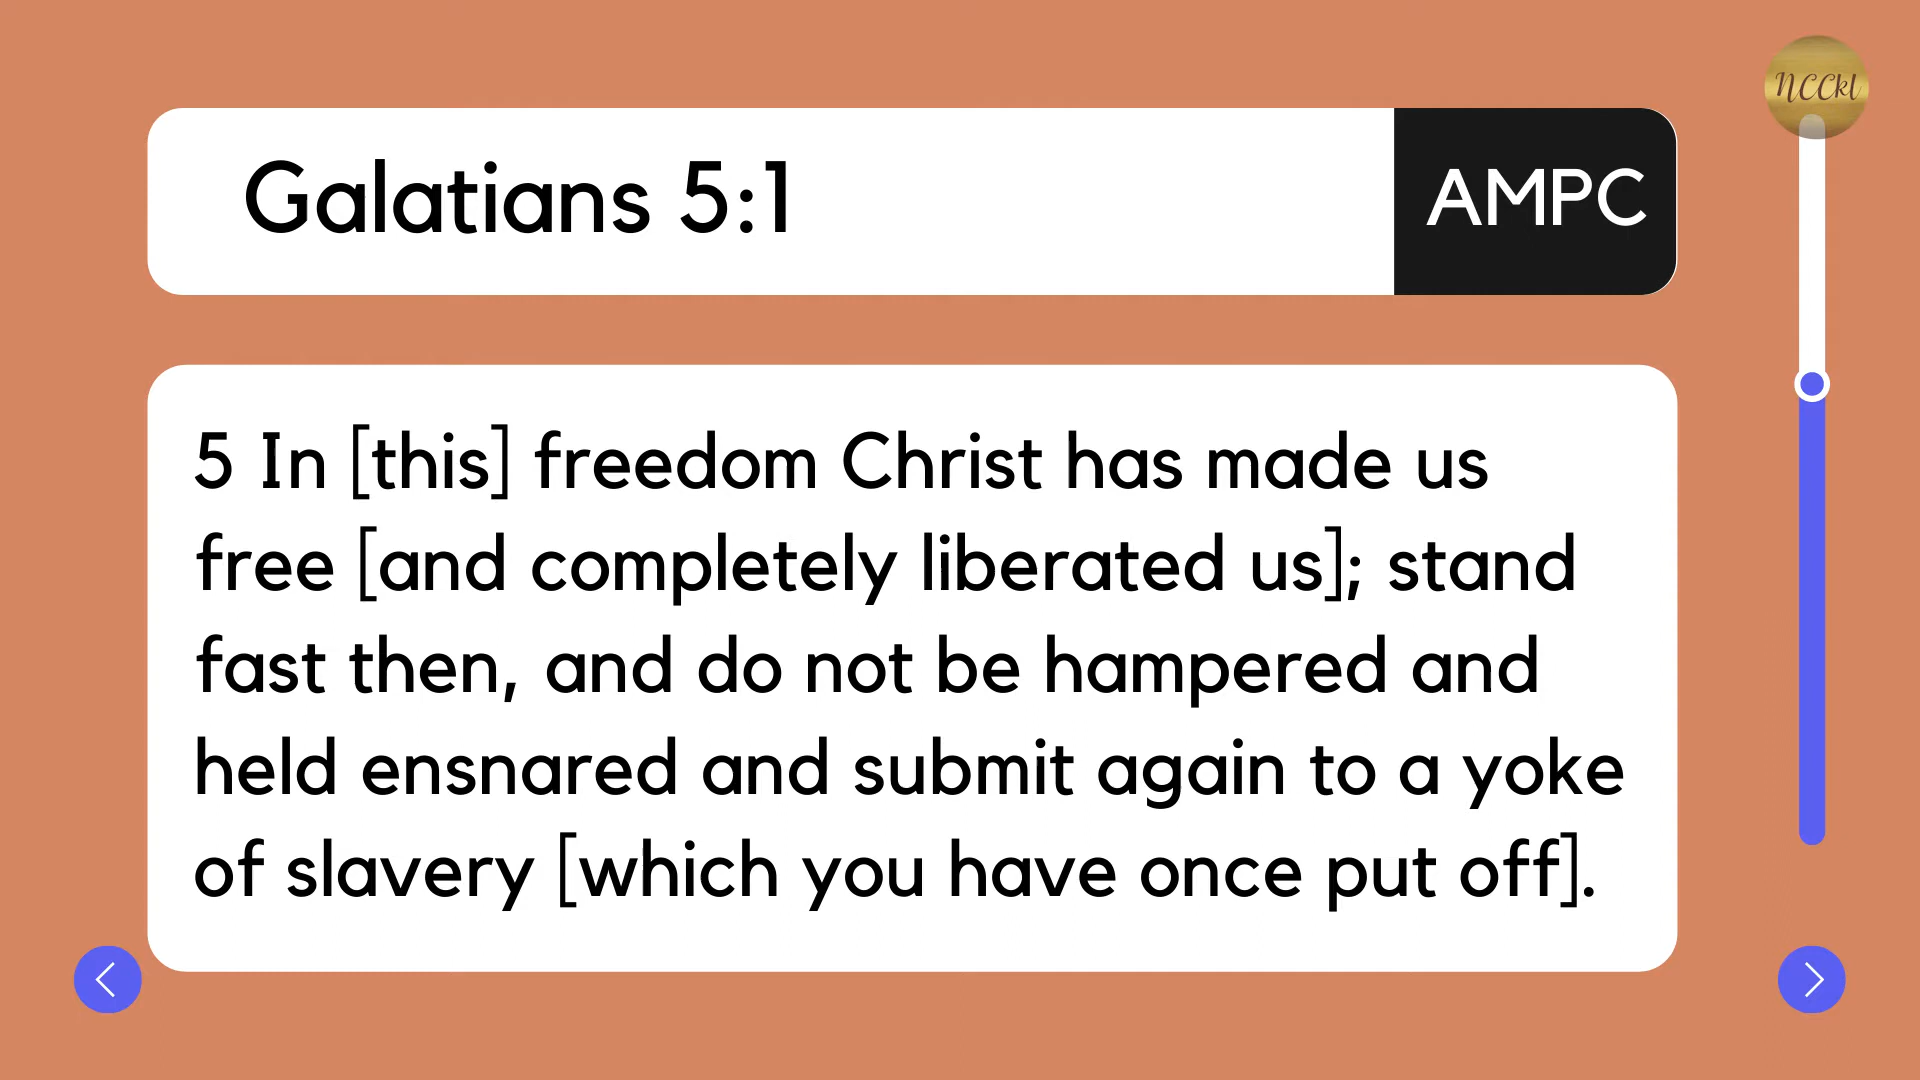 NCCkl
Galatians 5:1
AMPC
5 In [this] freedom Christ has made us
free [and completely liberated us]; stand
fast then, and do not be hampered and
held ensnared and submit again to a yoke
of slavery [which you have once put off].